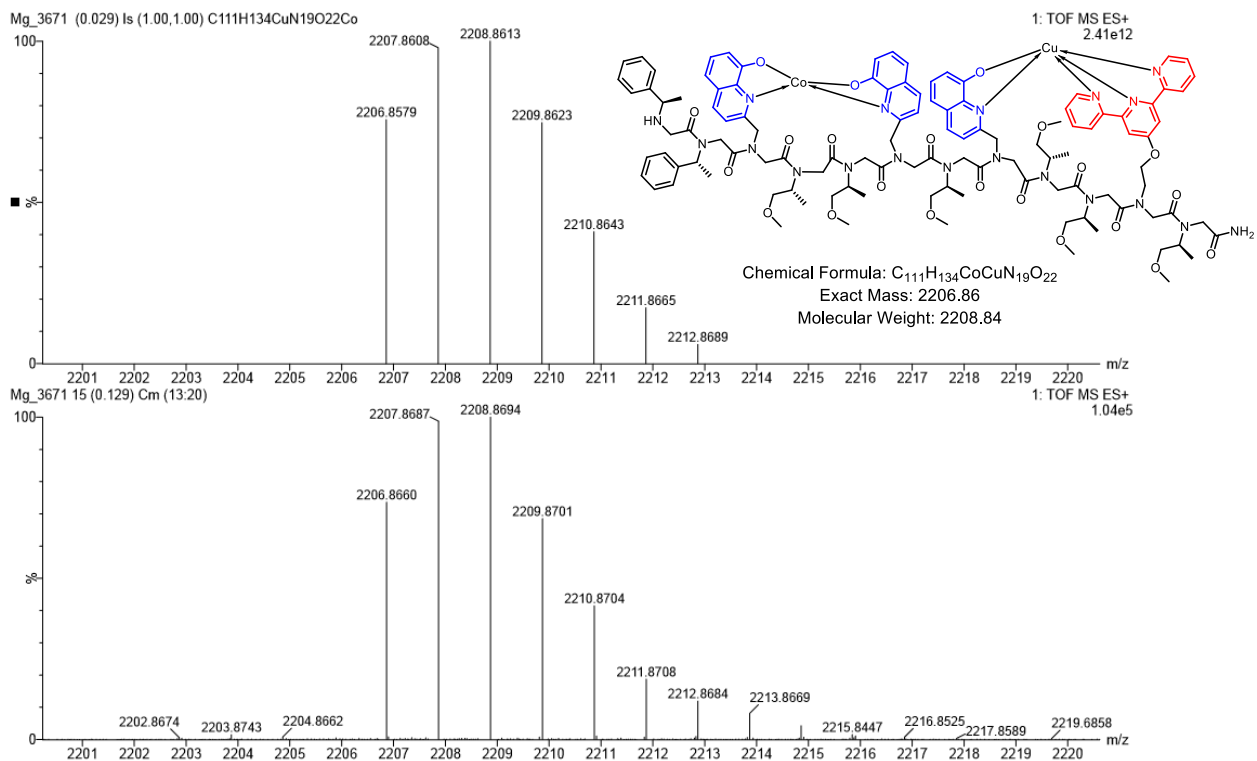 Mg_3671 (0.029) Is (1.00,1.00) C111H134CuN19O22Co
1: TOF MS ES+
2.41e12
100
%
0
2206.8579
2207.8608
2208.8613
2209.8623
2210.8643
2211.8665
2212.8689
O
Co
O
N
N
O
Cu
N
N
N
N
HN
O
N
O
N
O
N
O
N
O
N
O
N
O
N
O
N
O
N
O
N
O
N
O
NH2
O
O
O
O
O
O
O
Chemical Formula: C111H134CoCuN19O22
Exact Mass: 2206.86
Molecular Weight: 2208.84
2201 2202 2203 2204 2205 2206 2207 2208 2209 2210 2211 2212 2213 2214 2215 2216 2217 2218 2219 2220 m/z
Mg_3671 15 (0.129) Cm (13:20)
1: TOF MS ES+
1.04e5
100
%
0
2202.8674
2203.8743
2204.8662
2206.8660
2207.8687
2208.8694
2209.8701
2210.8704
2211.8708
2212.8684
2213.8669
2215.8447
2216.8525
2217.8589
2219.6858
2201 2202 2203 2204 2205 2206 2207 2208 2209 2210 2211 2212 2213 2214 2215 2216 2217 2218 2219 2220 m/z